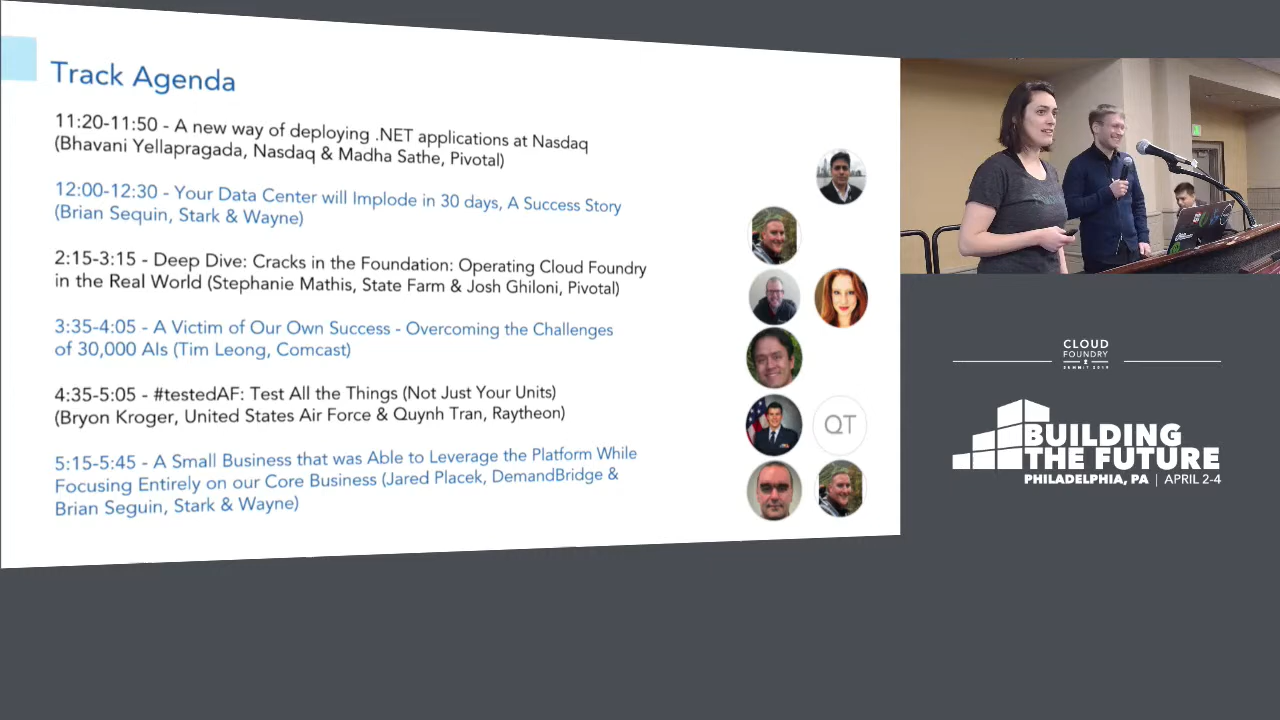 Track Agenda
11:20-11:50 - A new way of deploying .NET applications at Nasdaq
(Bhavani Yellapragada, Nasdaq & Madha Sathe, Pivotal)
12:00-12:30 - Your Data Center will Implode in 30 days, A Success Story
(Brian Sequin, Stark & Wayne)
2:15-3:15 - Deep Dive: Cracks in the Foundation: Operating Cloud Foundry
in the Real World (Stephanie Mathis, State Farm & Josh Ghiloni, Pivotal)
3:35-4:05 - A Victim of Our Own Success - Overcoming the Challenges
of 30,000 AIs (Tim Leong, Comcast)
4:35-5:05 - #testedAF: Test All the Things (Not Just Your Units)
(Bryon Kroger, United States Air Force & Quynh Tran, Raytheon)
QT
5:15-5:45 - A Small Business that was Able to Leverage the Platform While
Focusing Entirely on our Core Business (Jared Placek, DemandBridge &
Brian Seguin, Stark & Wayne)
CLOUD
FOUNDRY
SUMMIT 2019
BUILDING
THE FUTURE
PHILADELPHIA, PA | APRIL 2-4